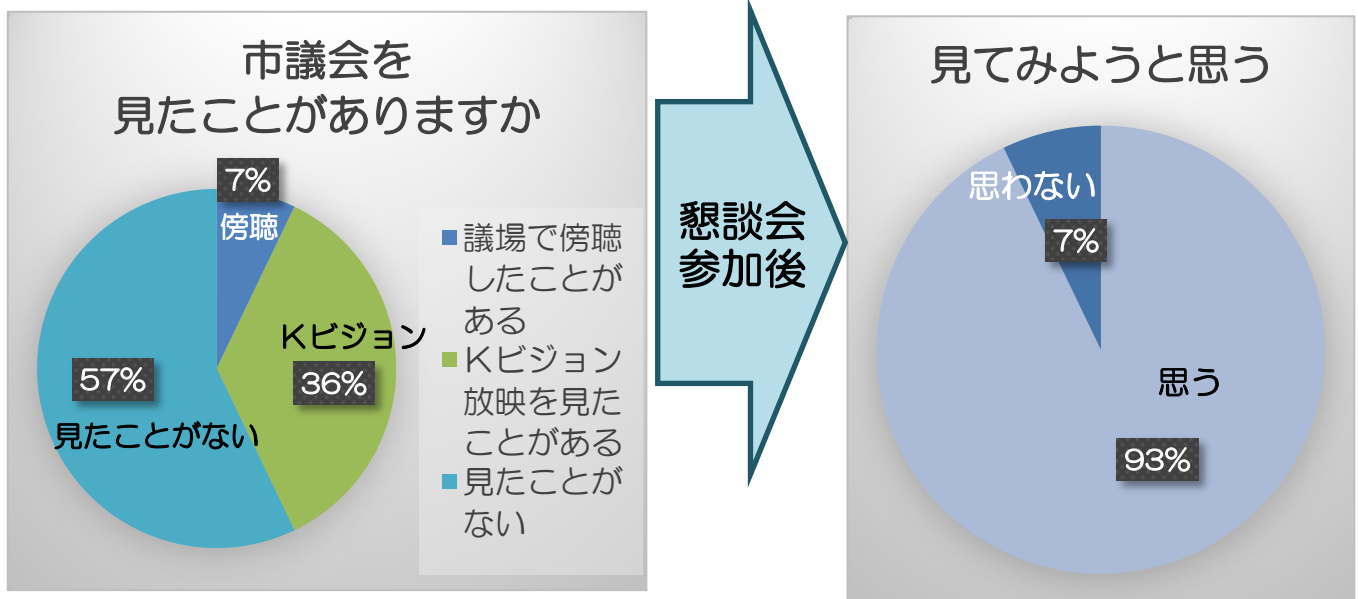 市議会を
見たことがありますか
7%
傍聴
Kビジョン
36%
57%
見たことがない
議場で傍聴
したことが
ある
Kビジョン
放映を見た
ことがある
見たことが
ない
懇談会
参加後
見てみようと思う
思わない
7%
思う
93%